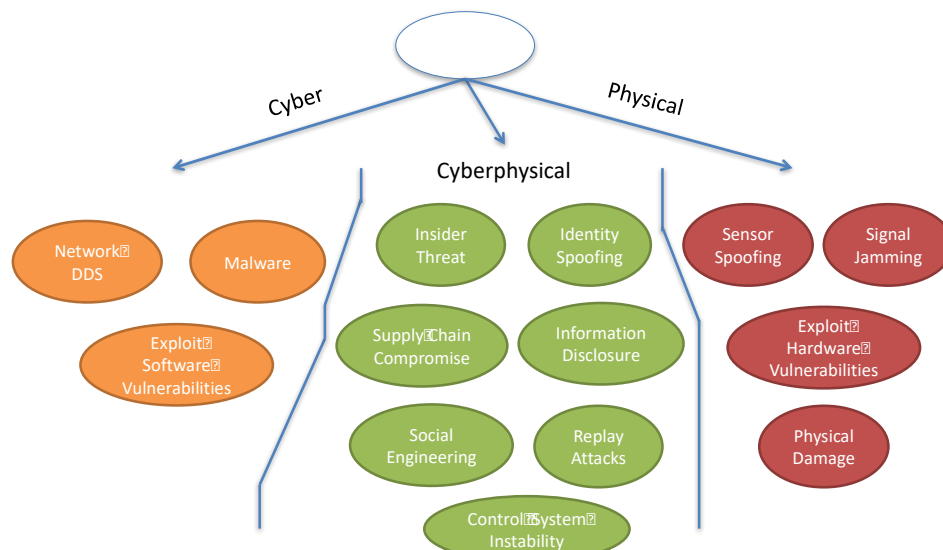 Cyber
Physical
Cyberphysical
Network
DDS
Malware
Exploit
Software
Vulnerabilities
Insider
Threat
Identity
Spoofing
Supply Chain
Compromise
Information
Disclosure
Social
Engineering
Replay
Attacks
Control System
Instability
Sensor
Spoofing
Signal
Jamming
Exploit
Hardware
Vulnerabilities
Physical
Damage